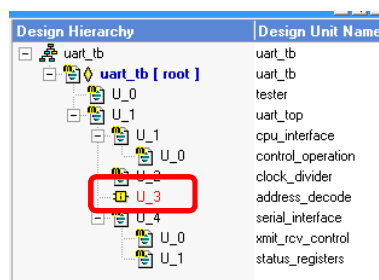 Design Hierarchy Design Unit Name
uart_tb uart_tb
uart_tb [ root ] uart_tb
U_0 tester
U_1 uart_top
U_1 cpu_interface
U_0 control_operation
U_2 clock_divider
U_3 address_decode
U_4 serial_interface
U_0 xmit_rcv_control
U_1 status_registers